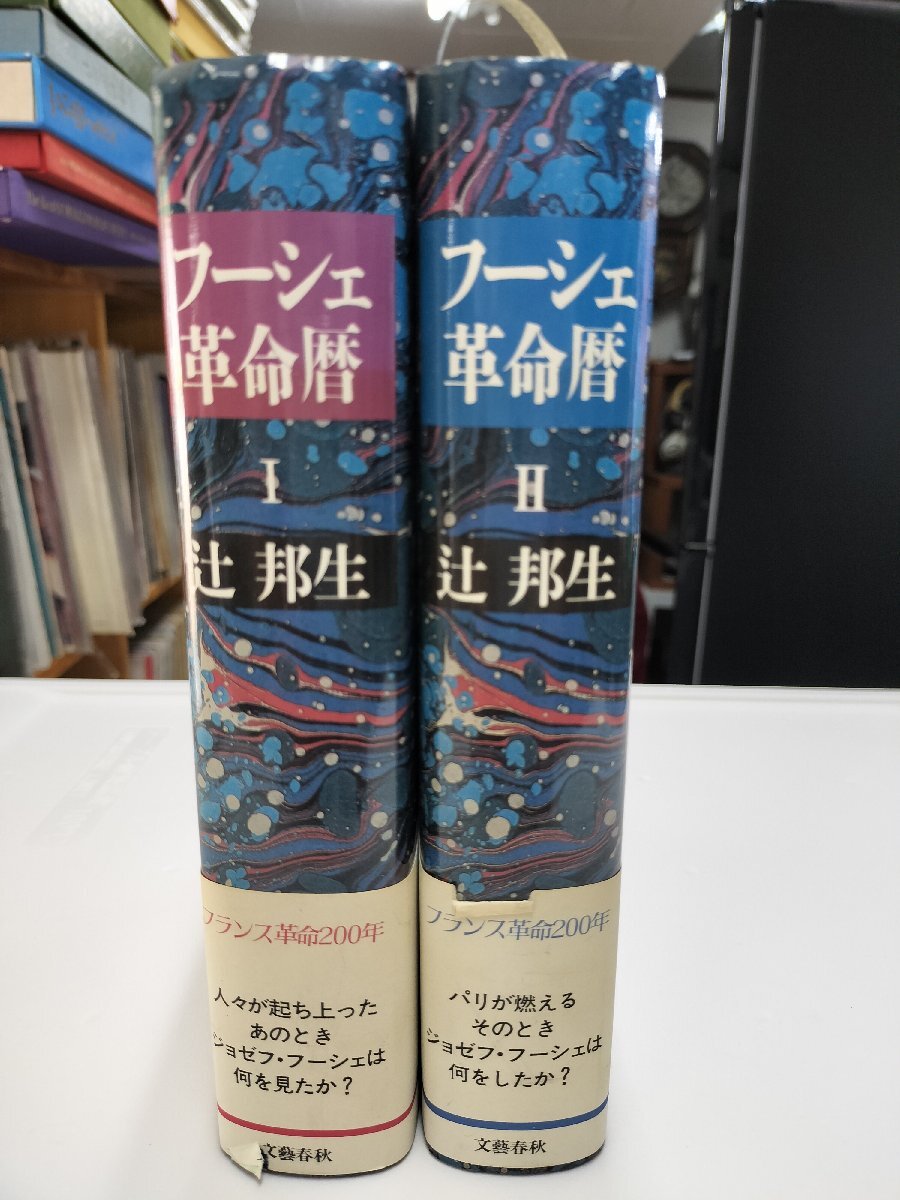 フーシェ
革命暦
I
辻 邦生
フランス革命200年
人々が起ち上った
あのとき
ジョゼフ・フーシェは
何を見たか?
文藝春秋
フーシェ
革命暦
II
辻 邦生
フランス革命200年
パリが燃える
そのとき
ジョゼフ・フーシェは
何をしたか?
文藝春秋